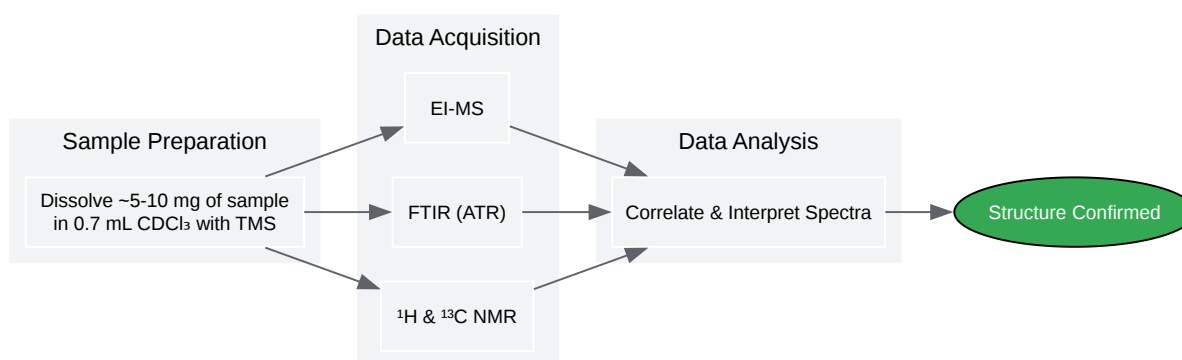 Data Acquisition
EI-MS
Sample Preparation
Data Analysis
Dissolve ~5-10 mg of sample
in 0.7 mL CDCl₃ with TMS
FTIR (ATR)
Correlate & Interpret Spectra
Structure Confirmed
¹H & ¹³C NMR